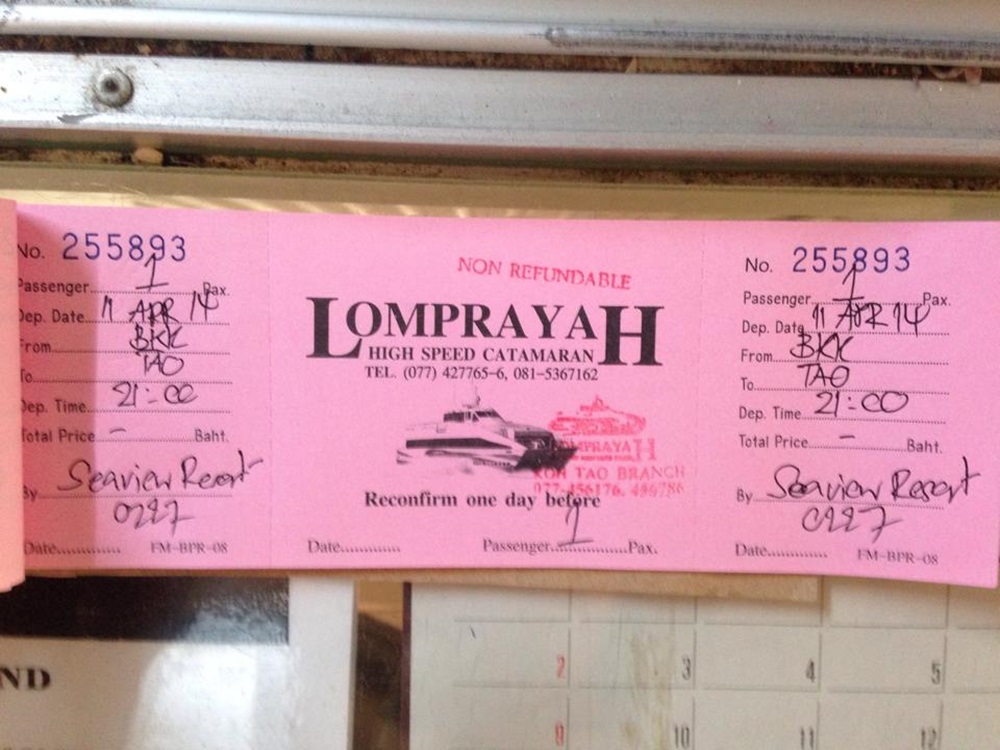 No. 255893
Passenger 1 Pax.
Dep. Date 11 APR 14
From BKK
To TAO
Dep. Time 21:00
Total Price - Baht.
By Seaview Resort
0227
Date............ FM-BPR-08
NON REFUNDABLE
LOMPRAYAH
HIGH SPEED CATAMARAN
TEL. (077) 427765-6, 081-5367162
LOMPRAYAH
KOH TAO BRANCH
077-456176,
Reconfirm one day before
Date............ Passenger 1 Pax.
No. 255893
Passenger 1 Pax.
Dep. Date 11 APR 14
From BKK
To TAO
Dep. Time 21:00
Total Price - Baht.
By Seaview Resort
0227
Date............ FM-BPR-08
ND
2 3 4 5
9 10 11 12